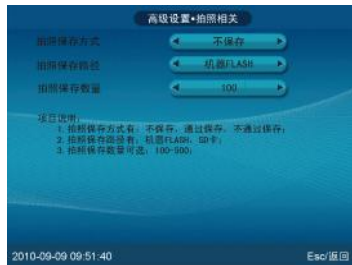 高级设置•拍照相关
拍照保存方式 不保存
拍照保存路径 机器FLASH
拍照保存数量 100
项目说明:
1. 拍照保存方式有: 不保存, 通过保存, 不通过保存;
2. 拍照保存路径有: 机器FLASH, SD卡;
3. 拍照保存数量可选: 100-500;
2010-09-09 09:51:40 Esc/返回